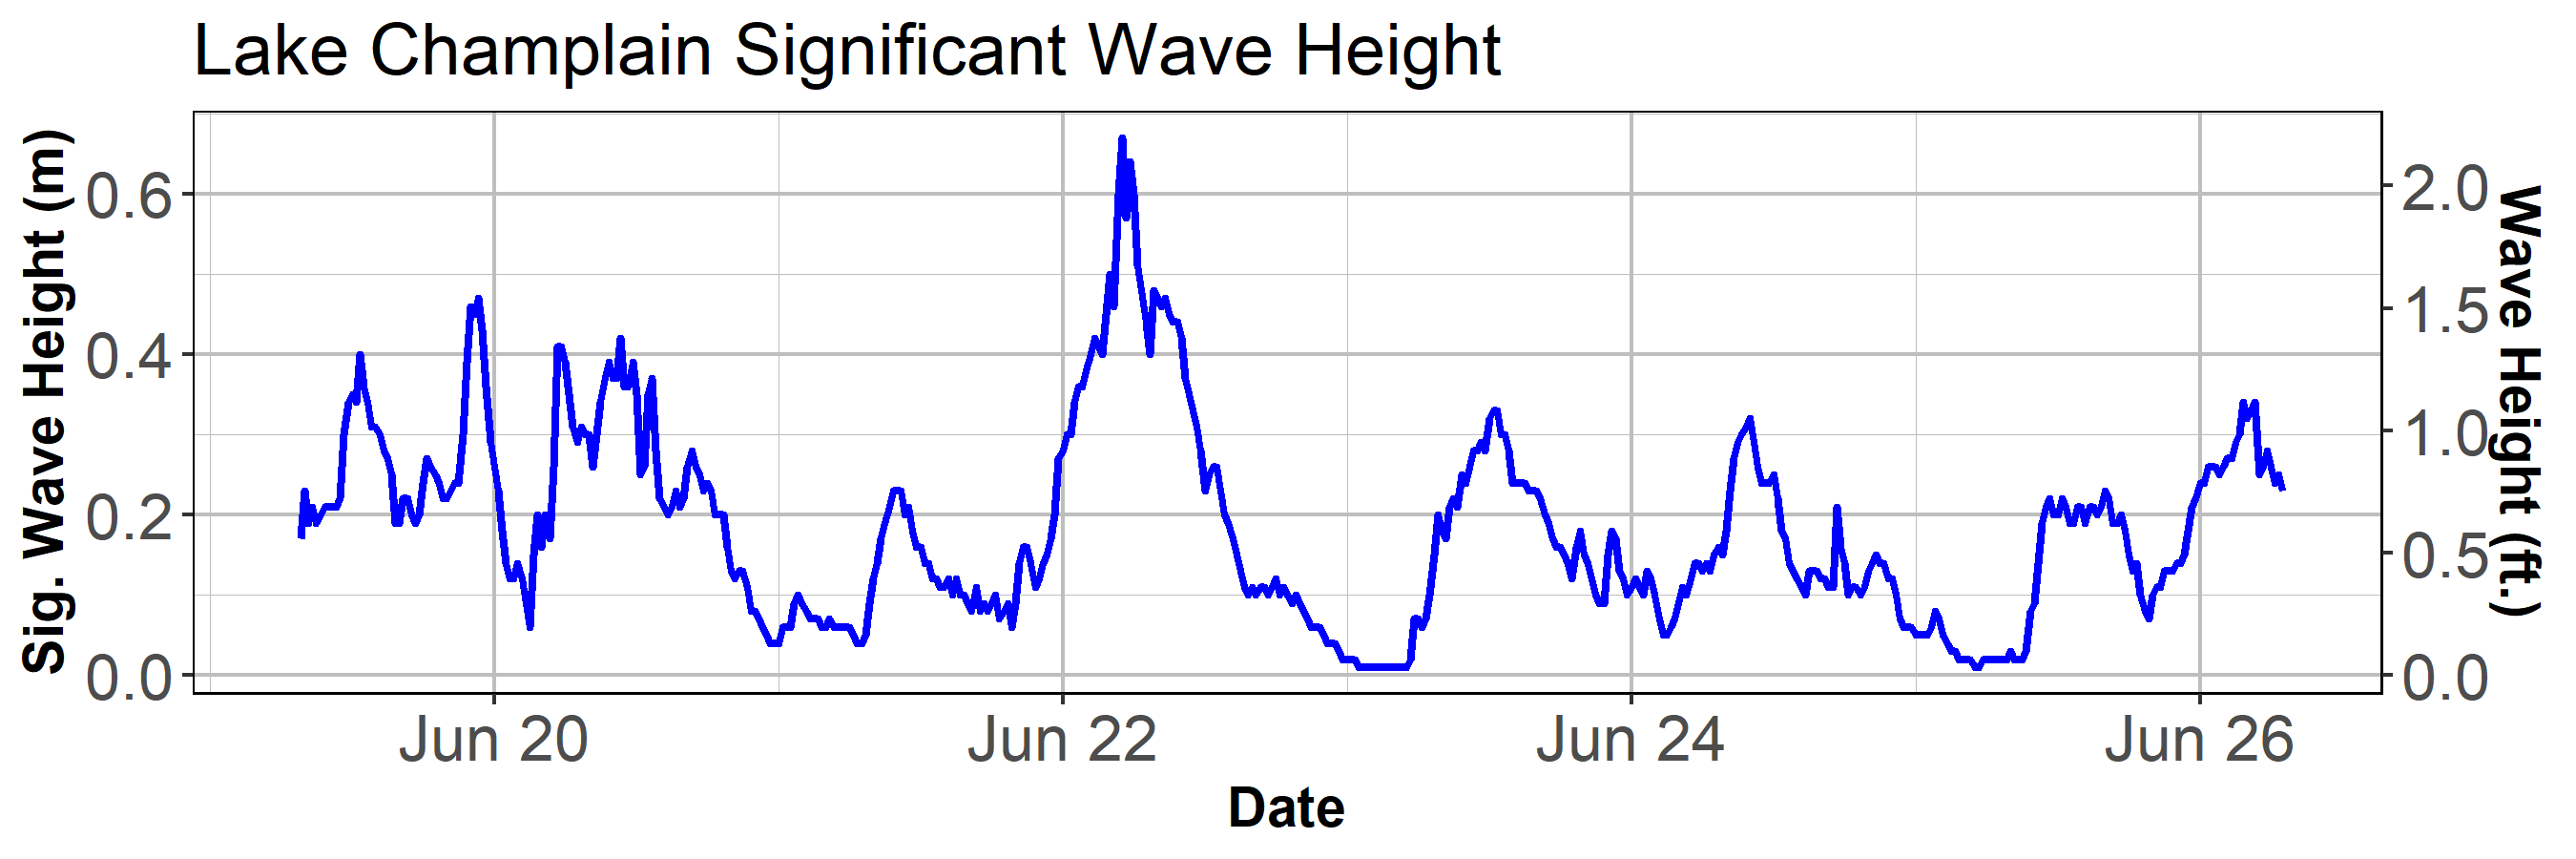 Lake Champlain Significant Wave Height
Sig. Wave Height (m)
0.6
0.4
0.2
0.0
2.0
1.5
1.0
0.5
0.0
Wave Height (ft.)
Jun 20
Jun 22
Jun 24
Jun 26
Date